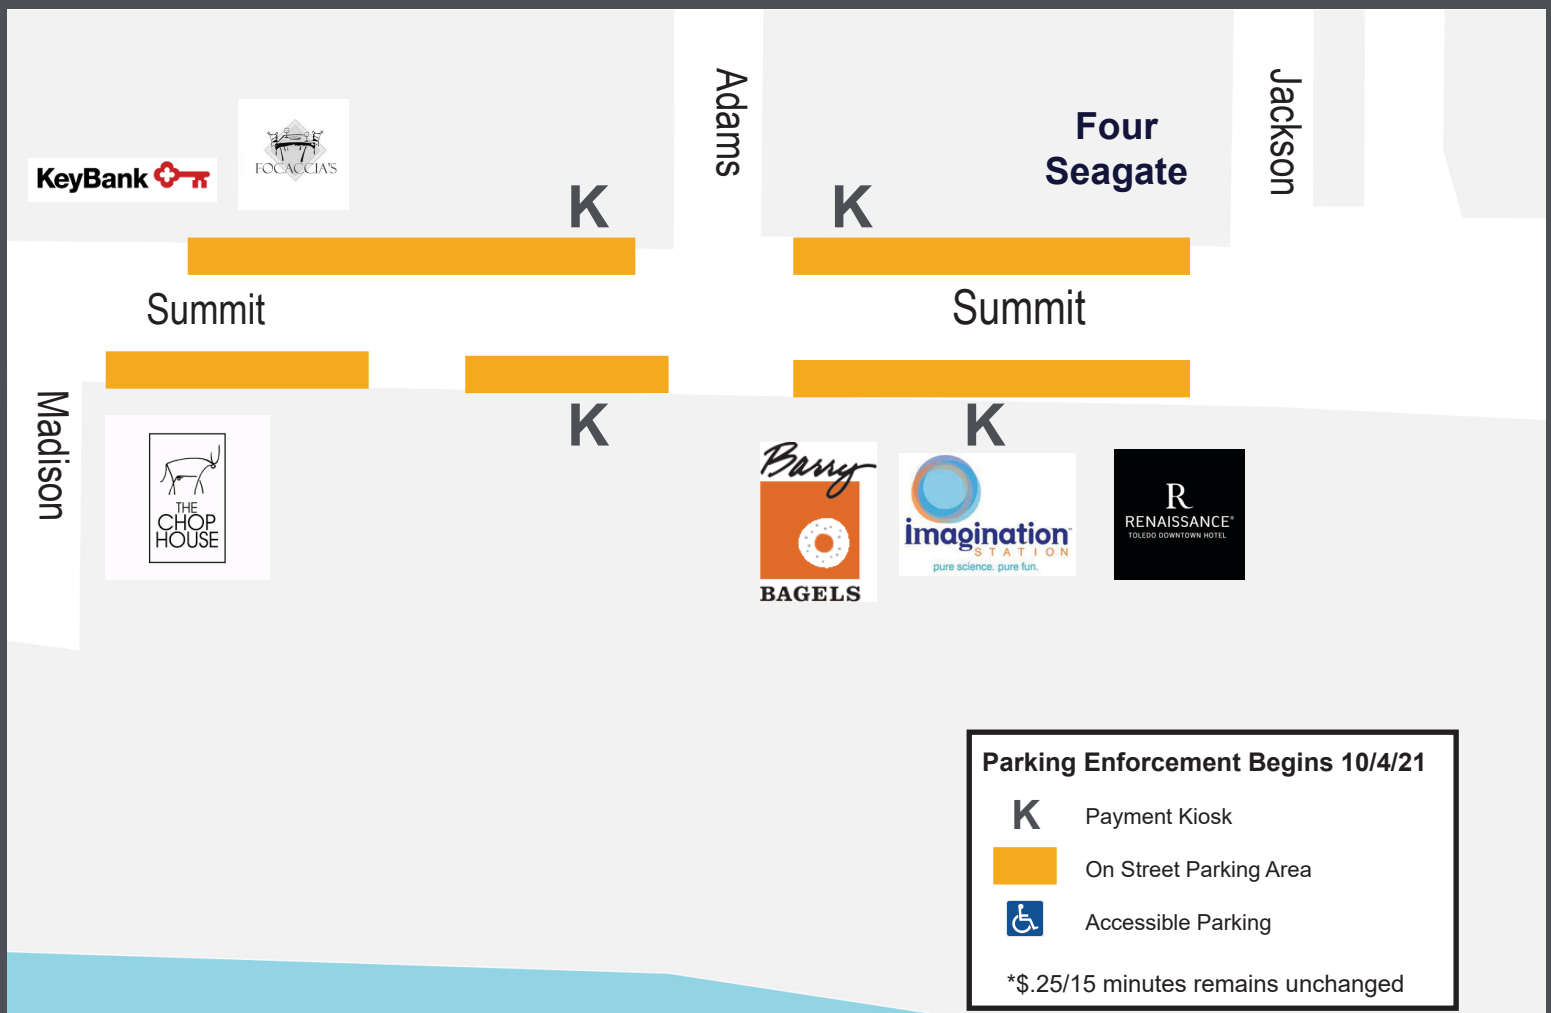 Adams
Jackson
Four
Seagate
KeyBank
FOCACCIA'S
K
K
Summit
Summit
Madison
K
K
THE
CHOP
HOUSE
Barry
BAGELS
imagination
STATION
pure science. pure fun.
R
RENAISSANCE®
TOLEDO DOWNTOWN HOTEL
Parking Enforcement Begins 10/4/21
K Payment Kiosk
On Street Parking Area
Accessible Parking
*$.25/15 minutes remains unchanged